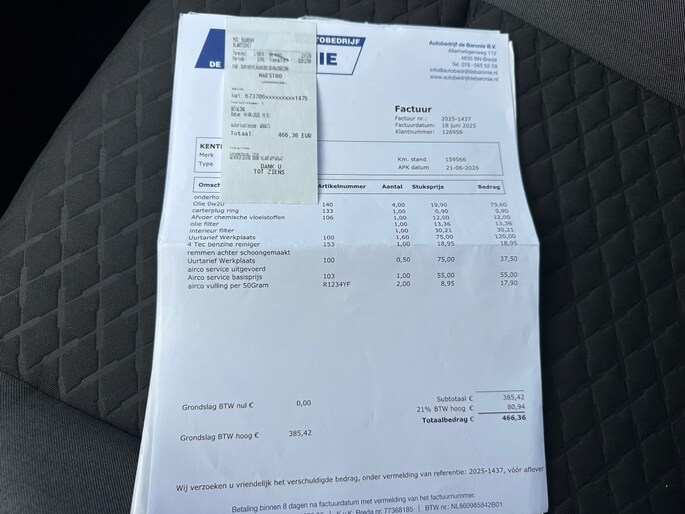 AUTOBEDRIJF
DE
NIE
Autobedrijf de Baronie B.V.
Allerheiligenweg 112
4835 BN Breda
Tel. 076 -565 52 59
info@autobedrijfdebaronie.nl
www.autobedrijfdebaronie.nl
MAESTRO
673706xxxxxxxxx1475
Totaal: 466,36 EUR
DANK U
TOT ZIENS
Factuur
Factuur nr.: 2025-1437
Factuurdatum: 18 juni 2025
Klantnummer: 126956
KENTE
Merk
Type
Km. stand 159566
APK datum 21-06-2026
Omsch Artikelnummer Aantal Stuksprijs Bedrag
onderho
Olie 0w20 140 4,00 19,90 79,60
carterplug ring 133 1,00 0,90 0,90
Afvoer chemische vloeistoffen 106 1,00 12,00 12,00
olie filter 1,00 13,36 13,36
interieur filter 1,00 30,21 30,21
Uurtarief Werkplaats 100 1,60 75,00 120,00
4 Tec benzine reiniger 153 1,00 18,95 18,95
remmen achter schoongemaakt
Uurtarief Werkplaats 100 0,50 75,00 37,50
airco service uitgevoerd
Airco service basisprijs 103 1,00 55,00 55,00
airco vulling per 50Gram R1234YF 2,00 8,95 17,90
Grondslag BTW nul € 0,00
Grondslag BTW hoog € 385,42
Subtotaal € 385,42
21% BTW hoog € 80,94
Totaalbedrag € 466,36
Wij verzoeken u vriendelijk het verschuldigde bedrag, onder vermelding van referentie: 2025-1437, vóór aflever
Betaling binnen 8 dagen na factuurdatum met vermelding van het factuurnummer.
K.v.K. Breda nr. 77368185 | BTW nr.: NL860985842B01